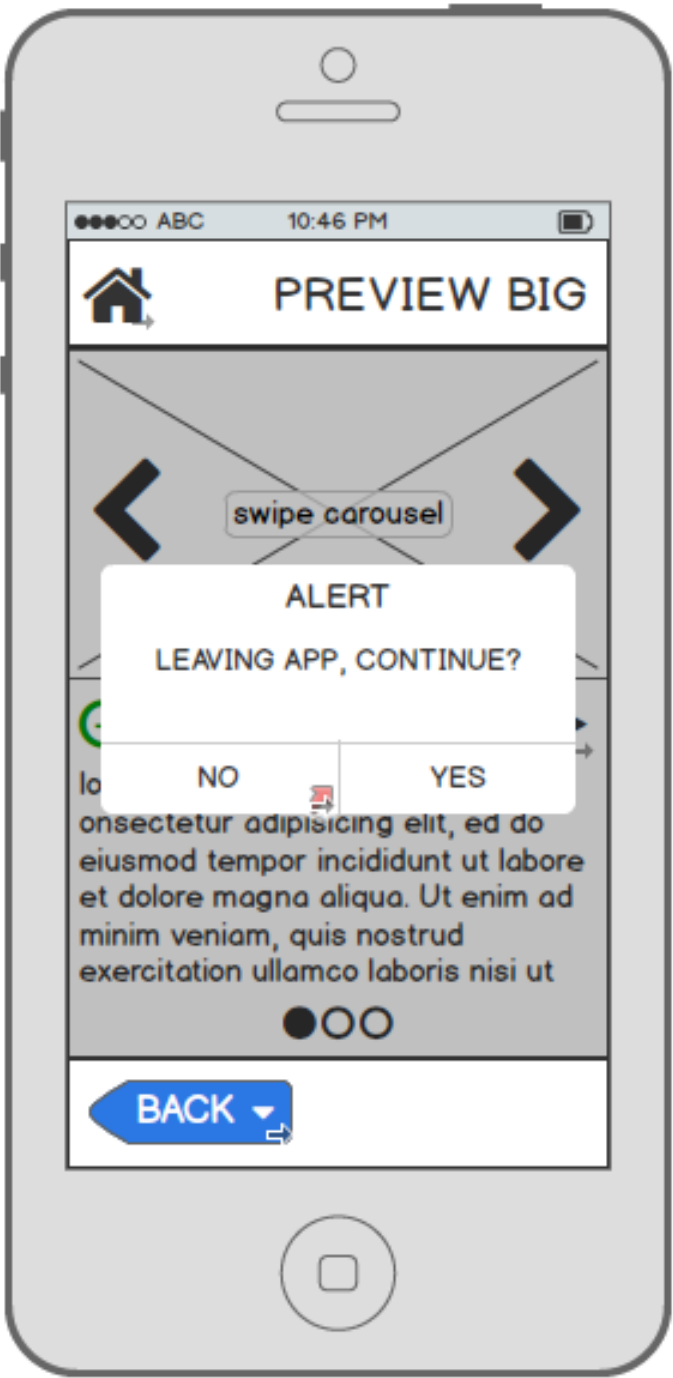 ABC 10:46 PM
PREVIEW BIG
swipe carousel
ALERT
LEAVING APP, CONTINUE?
NO YES
lo
onsectetur adipisicing elit, ed do
eiusmod tempor incididunt ut labore
et dolore magna aliqua. Ut enim ad
minim veniam, quis nostrud
exercitation ullamco laboris nisi ut
BACK